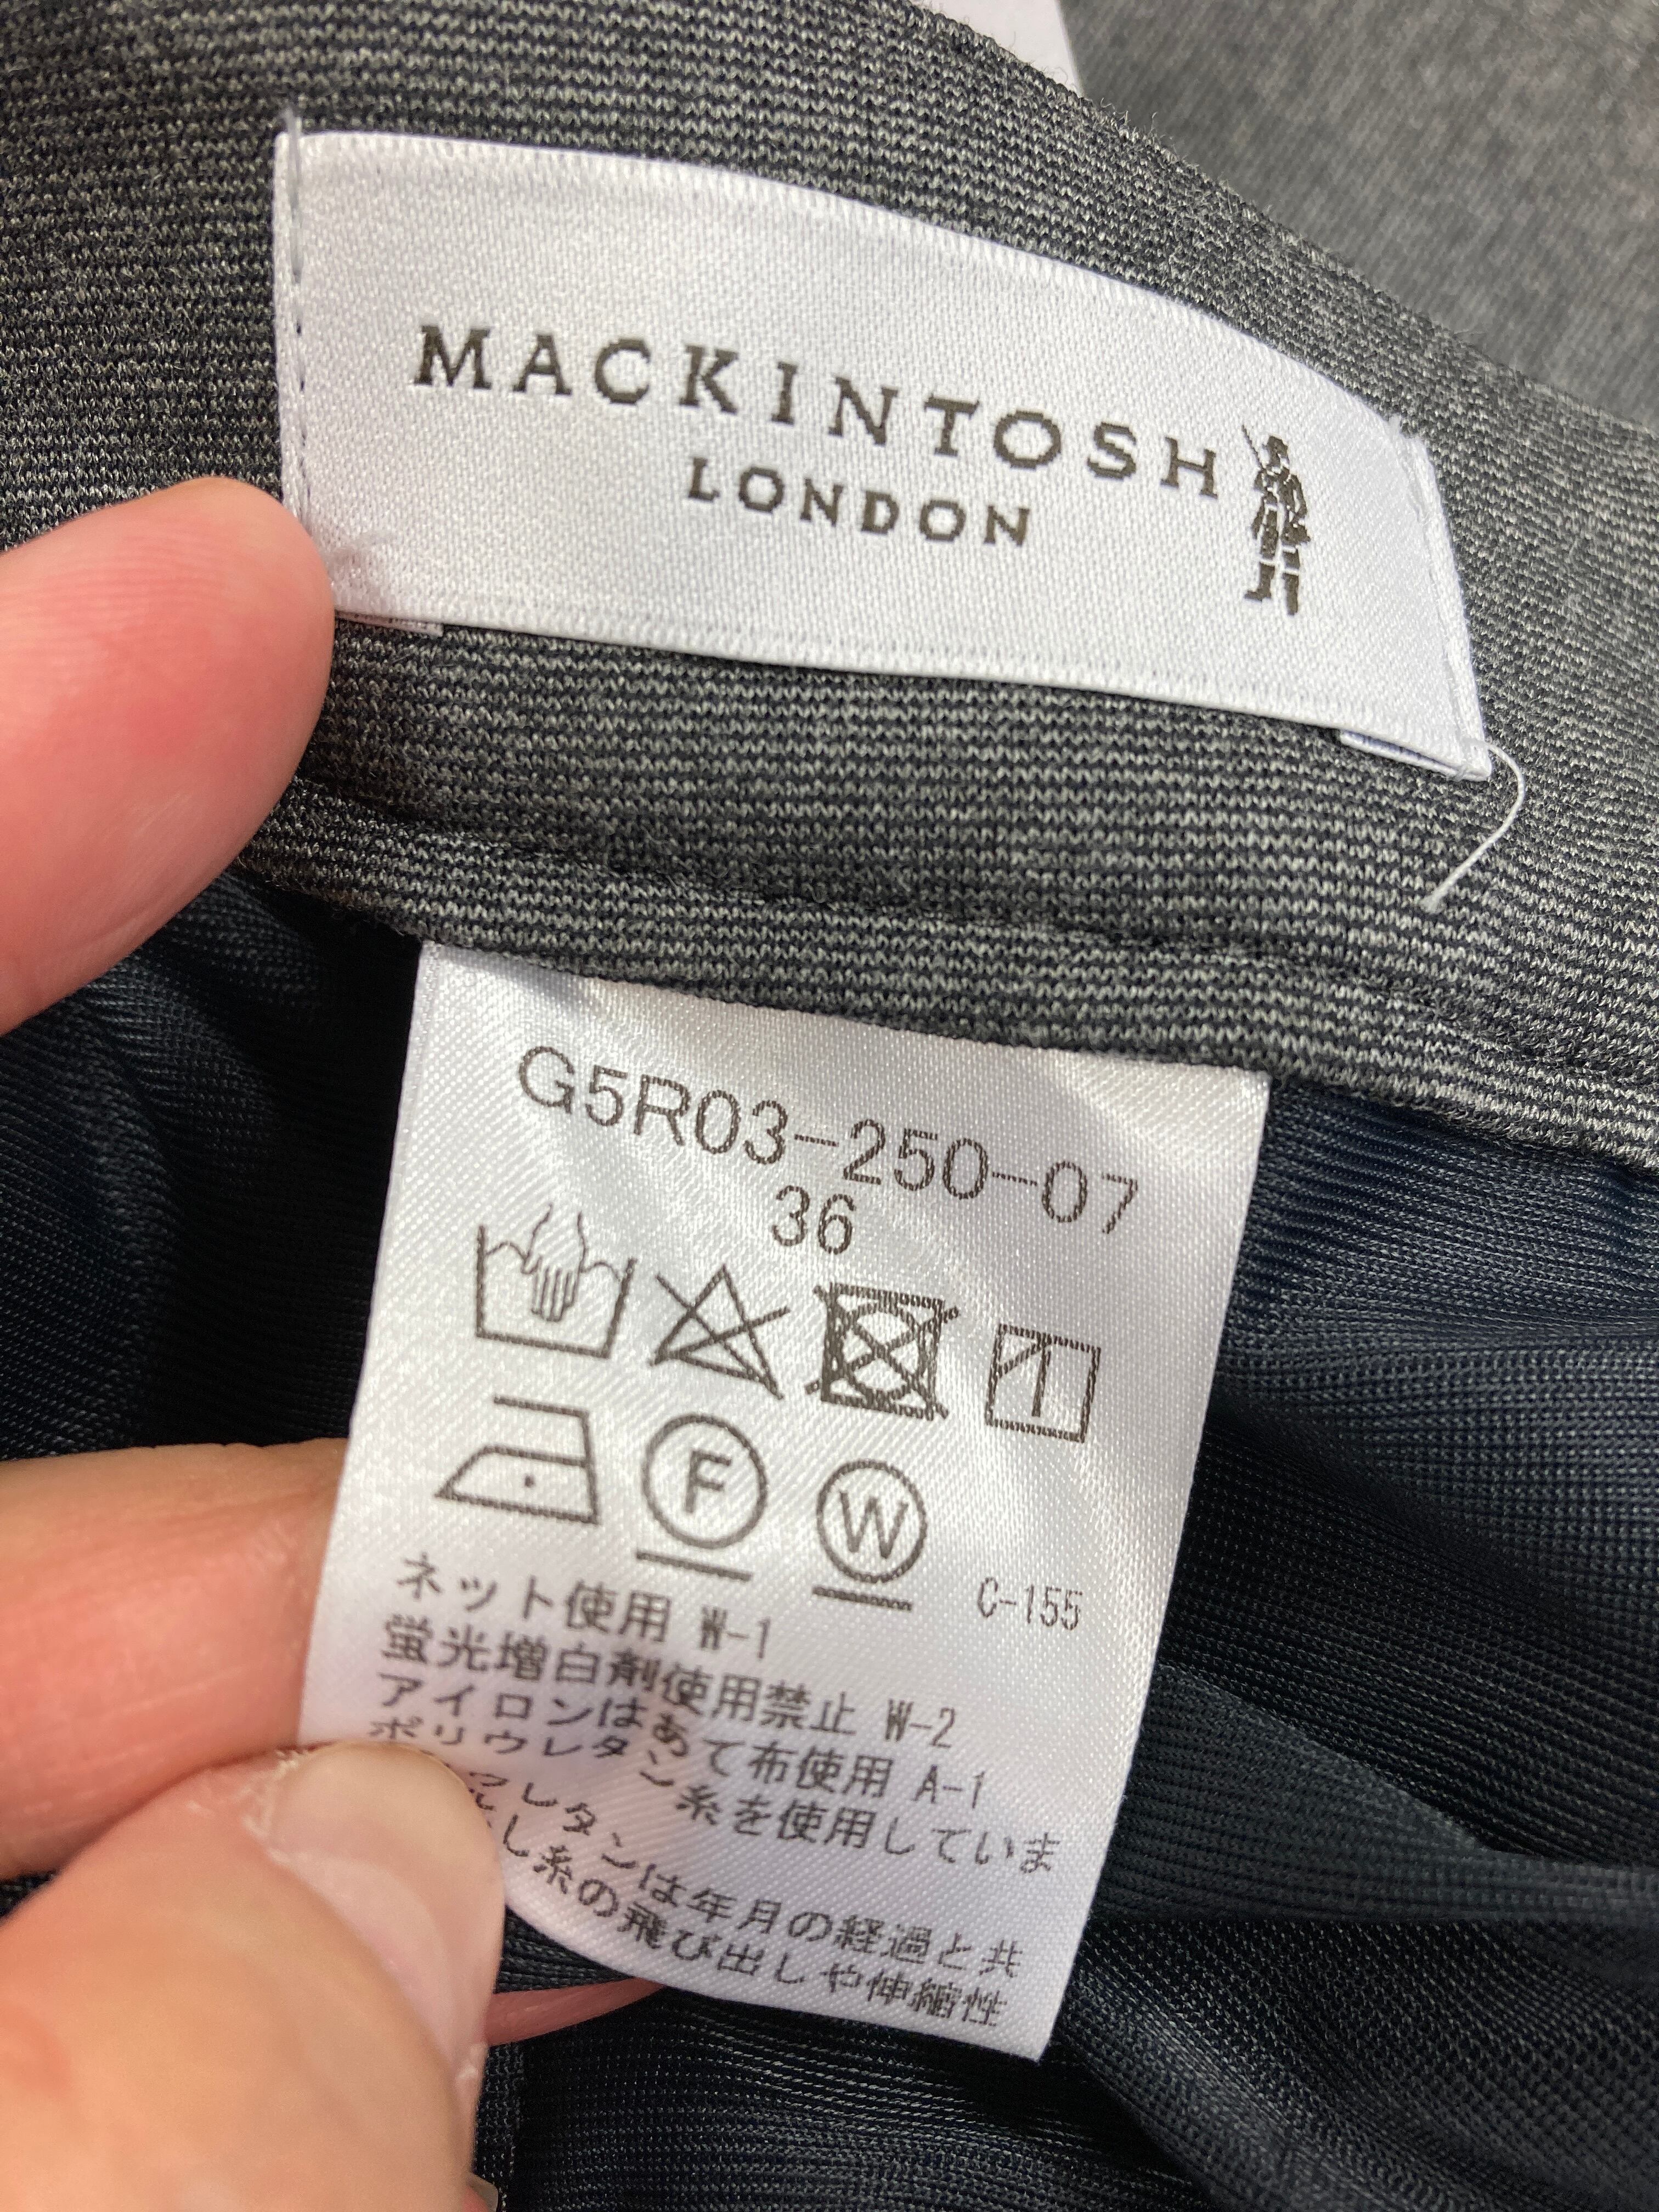 MACKINTOSH
LONDON
G5R03-250-07
36
F W C-155
ネット使用 W-1
蛍光増白剤使用禁止 W-2
アイロンはあて布使用 A-1
ポリウレタン糸を使用していま
ウレタンは年月の経過と共
し糸の飛び出しや伸縮性